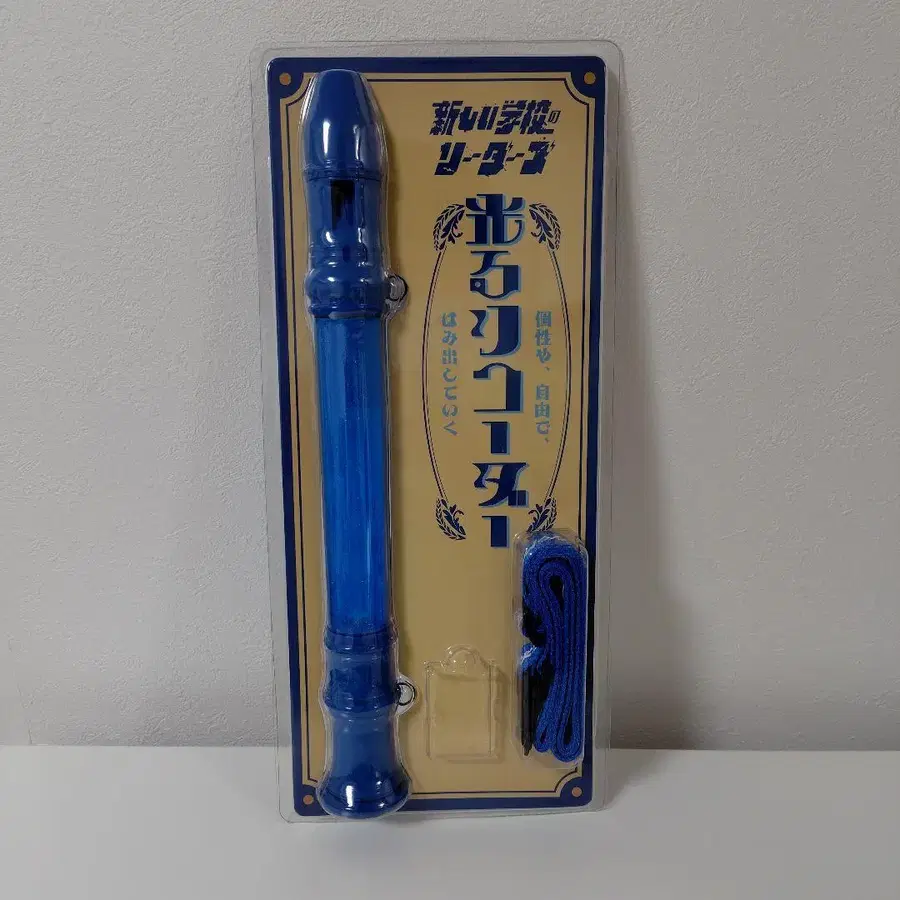 新しい学校の
リーダーズ
光るリコーダー
個性や、自由で、
はみ出していく